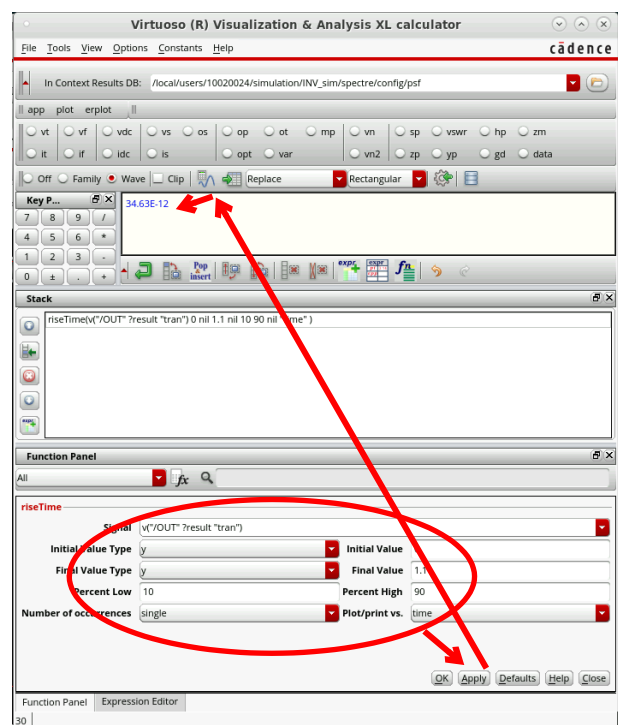 Virtuoso (R) Visualization & Analysis XL calculator
File Tools View Options Constants Help cādence
In Context Results DB: /local/users/10020024/simulation/INV_sim/spectre/config/psf
app plot erplot
vt vf vdc vs os op ot mp vn sp vswr hp zm
it if idc is opt var vn2 zp yp gd data
Off Family Wave Clip Replace Rectangular
Key P...
34.63E-12
7 8 9 /
4 5 6 *
1 2 3 -
0 ± . +
Pop insert expr expr fn
Stack
riseTime(v("/OUT" ?result "tran") 0 nil 1.1 nil 10 90 nil "time" )
expr
Function Panel
All fx
riseTime
Signal v("/OUT" ?result "tran")
Initial Value Type y Initial Value
Final Value Type y Final Value 1.1
Percent Low 10 Percent High 90
Number of occurrences single Plot/print vs. time
OK Apply Defaults Help Close
Function Panel Expression Editor
30